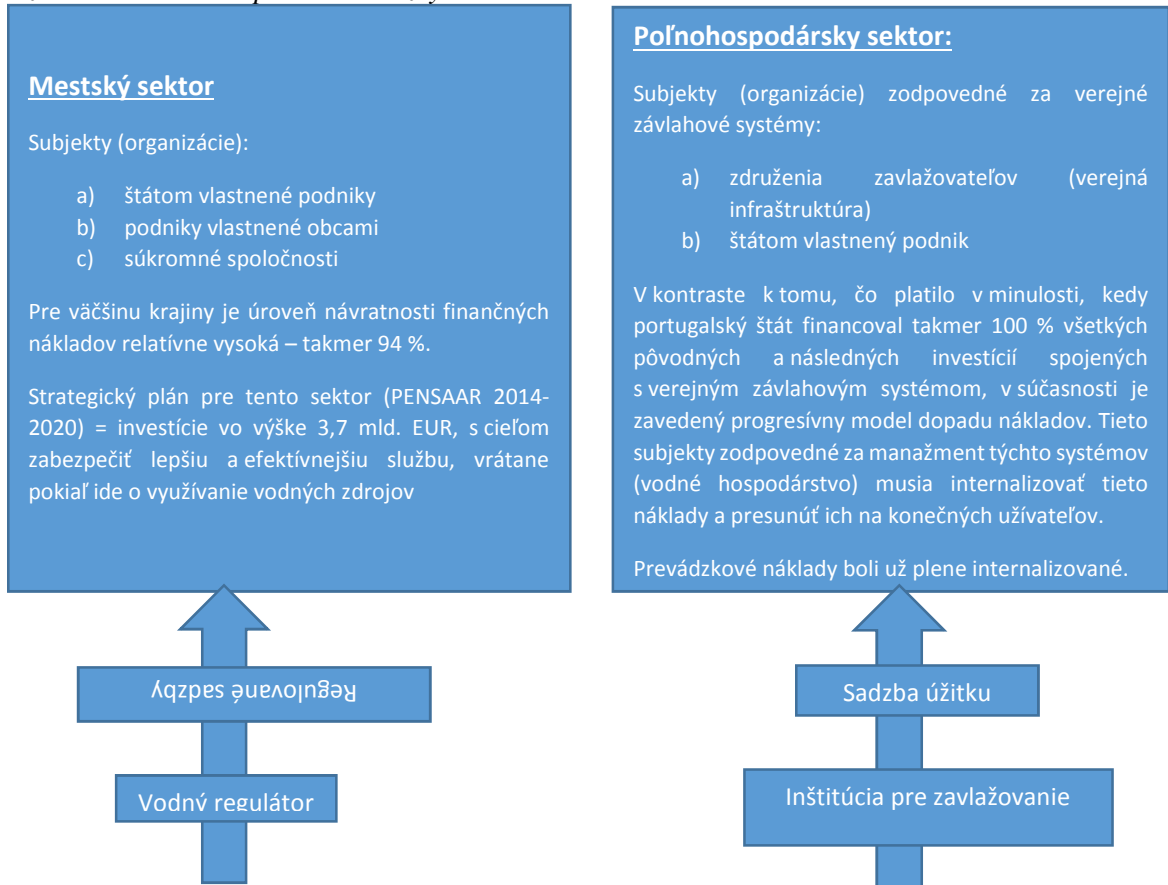 Mestský sektor
Subjekty (organizácie):
a) štátom vlastnené podniky
b) podniky vlastnené obcami
c) súkromné spoločnosti
Pre väčšinu krajiny je úroveň návratnosti finančných
nákladov relatívne vysoká – takmer 94 %.
Strategický plán pre tento sektor (PENSAAR 2014-
2020) = investície vo výške 3,7 mld. EUR, s cieľom
zabezpečiť lepšiu a efektívnejšiu službu, vrátane
pokiaľ ide o využívanie vodných zdrojov
Regulované sadzby
Vodný regulátor
Poľnohospodársky sektor:
Subjekty (organizácie) zodpovedné za verejné
závlahové systémy:
a) združenia zavlažovateľov (verejná
infraštruktúra)
b) štátom vlastnený podnik
V kontraste k tomu, čo platilo v minulosti, kedy
portugalský štát financoval takmer 100 % všetkých
pôvodných a následných investícií spojených
s verejným závlahovým systémom, v súčasnosti je
zavedený progresívny model dopadu nákladov. Tieto
subjekty zodpovedné za manažment týchto systémov
(vodné hospodárstvo) musia internalizovať tieto
náklady a presunúť ich na konečných užívateľov.
Prevádzkové náklady boli už plene internalizované.
Sadzba úžitku
Inštitúcia pre zavlažovanie